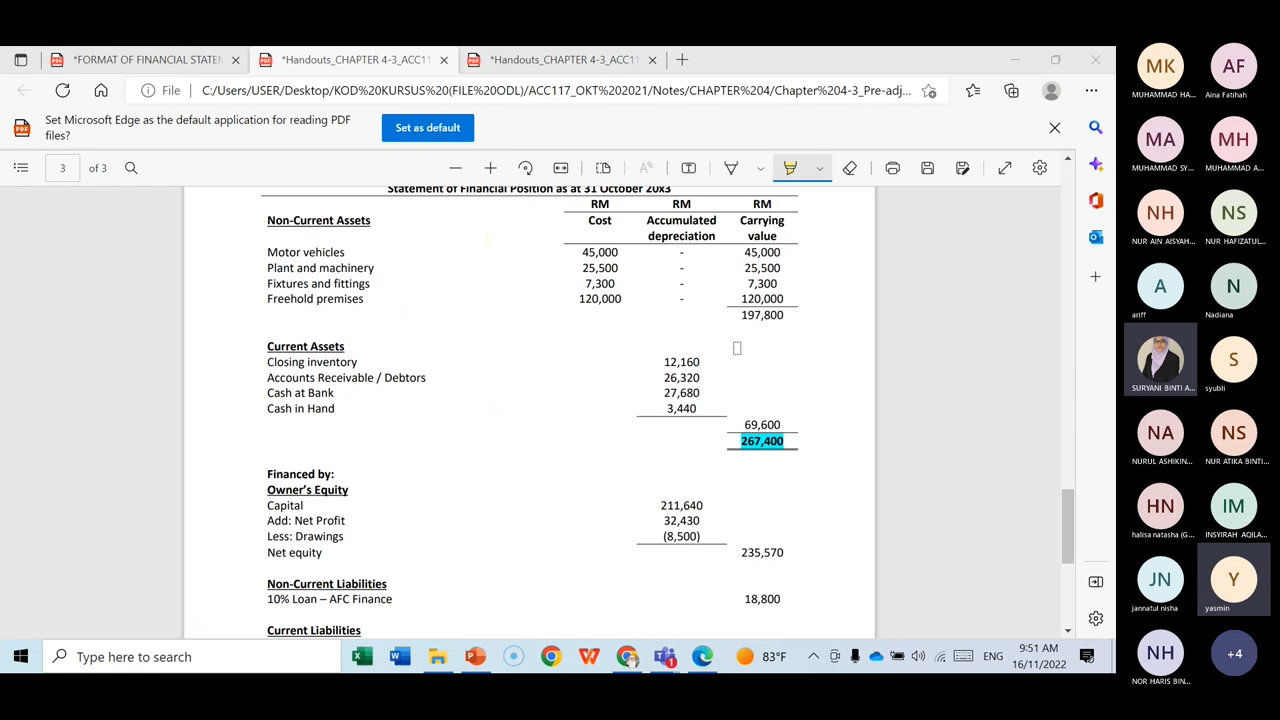 *FORMAT OF FINANCIAL STATEM
*Handouts_CHAPTER 4-3_ACC11
*Handouts_CHAPTER 4-3_ACC11
File
C:/Users/USER/Desktop/KOD%20KURSUS%20(FILE%20ODL)/ACC117_OKT%202021/Notes/CHAPTER%204/Chapter%204-3_Pre-adj...
Set Microsoft Edge as the default application for reading PDF
files?
Set as default
3 of 3
Statement of Financial Position as at 31 October 20x3
RM RM RM
Non-Current Assets Cost Accumulated Carrying
depreciation value
Motor vehicles 45,000 - 45,000
Plant and machinery 25,500 - 25,500
Fixtures and fittings 7,300 - 7,300
Freehold premises 120,000 - 120,000
197,800
Current Assets
Closing inventory 12,160
Accounts Receivable / Debtors 26,320
Cash at Bank 27,680
Cash in Hand 3,440
69,600
267,400
Financed by:
Owner's Equity
Capital 211,640
Add: Net Profit 32,430
Less: Drawings (8,500)
Net equity 235,570
Non-Current Liabilities
10% Loan – AFC Finance 18,800
Current Liabilities
Type here to search
83°F
ENG
9:51 AM
16/11/2022
MK AF
MUHAMMAD HA... Aina Fatihah
MA MH
MUHAMMAD SY... MUHAMMAD A...
NH NS
NUR AIN AISYAH... NUR HAFIZATUL...
A N
ariff Nadiana
S
SURYANI BINTI A... syubli
NA NS
NURUL ASHIKIN... NUR ATIKA BINTI...
HN IM
halisa natasha (G... INSYIRAH AQILA...
JN Y
jannatul nisha yasmin
NH +4
NOR HARIS BIN...